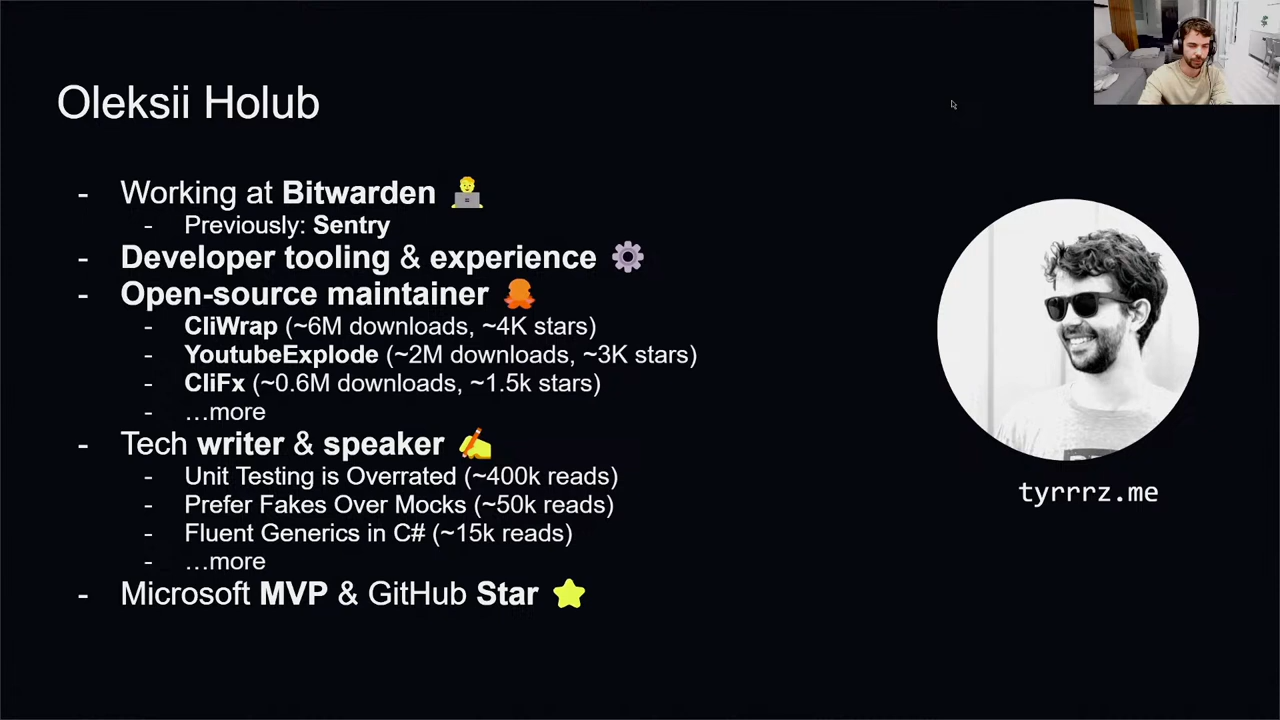 Oleksii Holub
- Working at Bitwarden
- Previously: Sentry
- Developer tooling & experience
- Open-source maintainer
- CliWrap (~6M downloads, ~4K stars)
- YoutubeExplode (~2M downloads, ~3K stars)
- CliFx (~0.6M downloads, ~1.5k stars)
- …more
- Tech writer & speaker
- Unit Testing is Overrated (~400k reads)
- Prefer Fakes Over Mocks (~50k reads)
- Fluent Generics in C# (~15k reads)
- …more
- Microsoft MVP & GitHub Star
tyrrrz.me